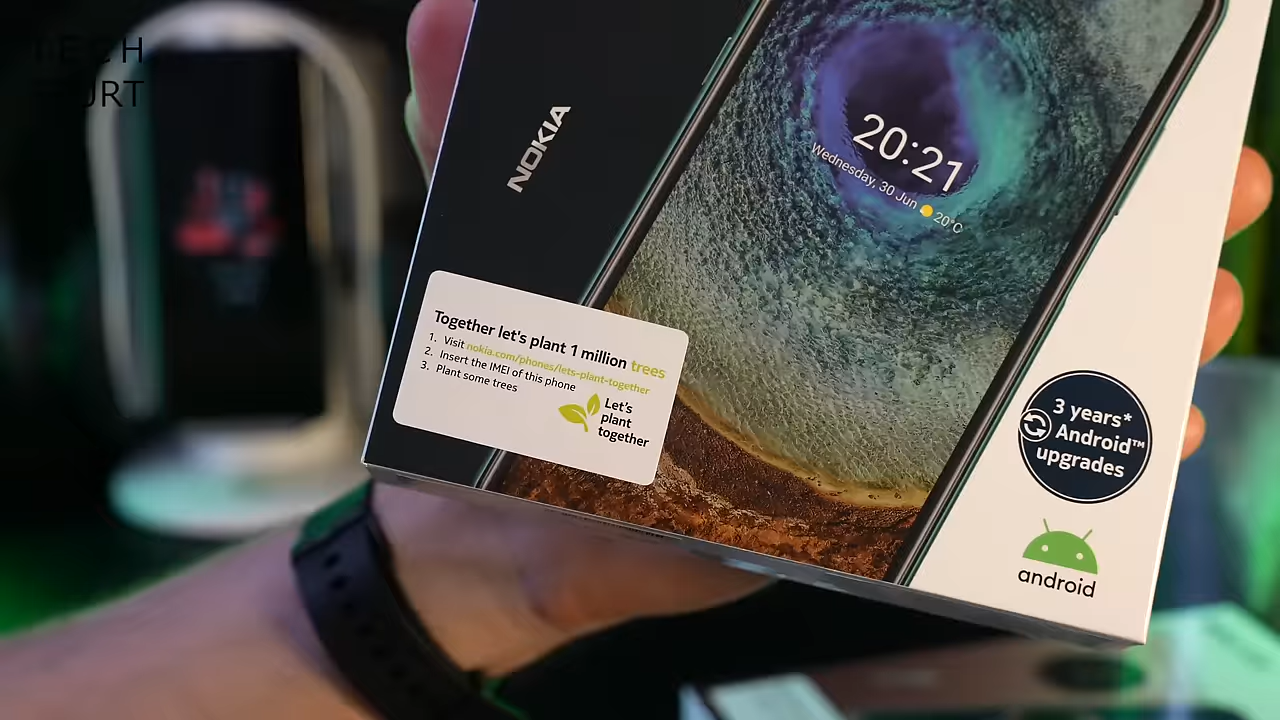 TECH
NOKIA
20:21
Wednesday, 30 Jun 20°C
Together let's plant 1 million trees
1. Visit nokia.com/phones/lets-plant-together
2. Insert the IMEI of this phone
3. Plant some trees
Let's
plant
together
3 years*
Android™
upgrades
android